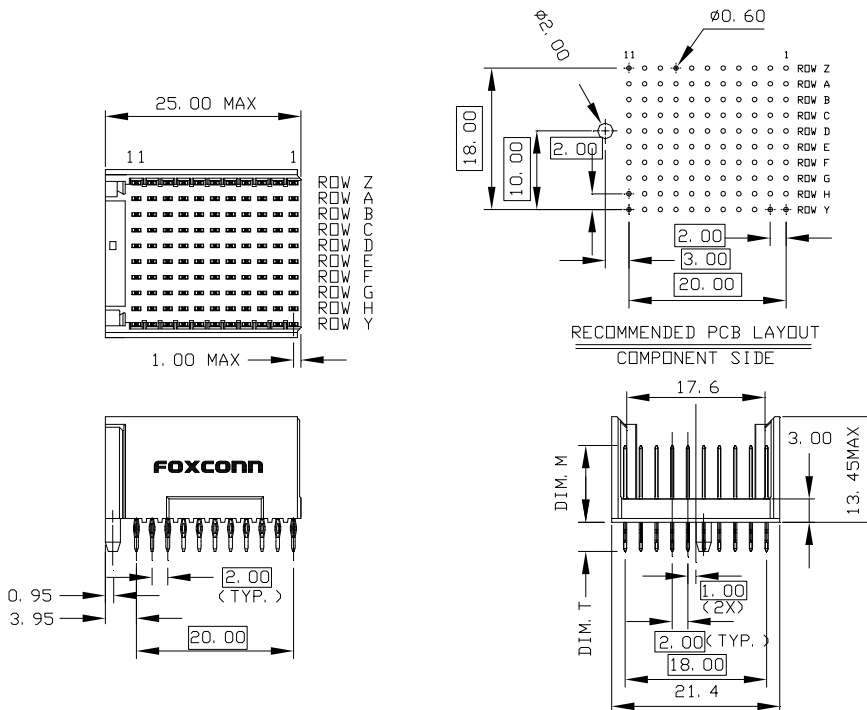 ø2. 00
ø0. 60
11 1
ROW Z
ROW A
ROW B
ROW C
ROW D
ROW E
ROW F
ROW G
ROW H
ROW Y
18. 00
10. 00
2. 00
2. 00
3. 00
20. 00
RECOMMENDED PCB LAYOUT
COMPONENT SIDE
25. 00 MAX
11 1
ROW Z
ROW A
ROW B
ROW C
ROW D
ROW E
ROW F
ROW G
ROW H
ROW Y
1. 00 MAX
FOXCONN
0. 95
3. 95
2. 00
(TYP. )
20. 00
17. 6
3. 00
13. 45MAX
DIM. M
DIM. T
1. 00
(2X)
2. 00 (TYP. )
18. 00
21. 4